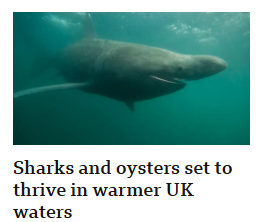 Sharks and oysters set to
thrive in warmer UK
waters